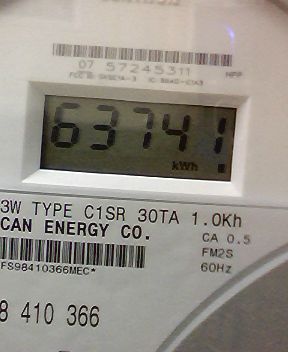 07 57245311 NPP
63741
kWh
3W TYPE C1SR 30TA 1.0Kh
CAN ENERGY CO.
CA 0.5
FM2S
60Hz
FS98410366MEC*
8 410 366